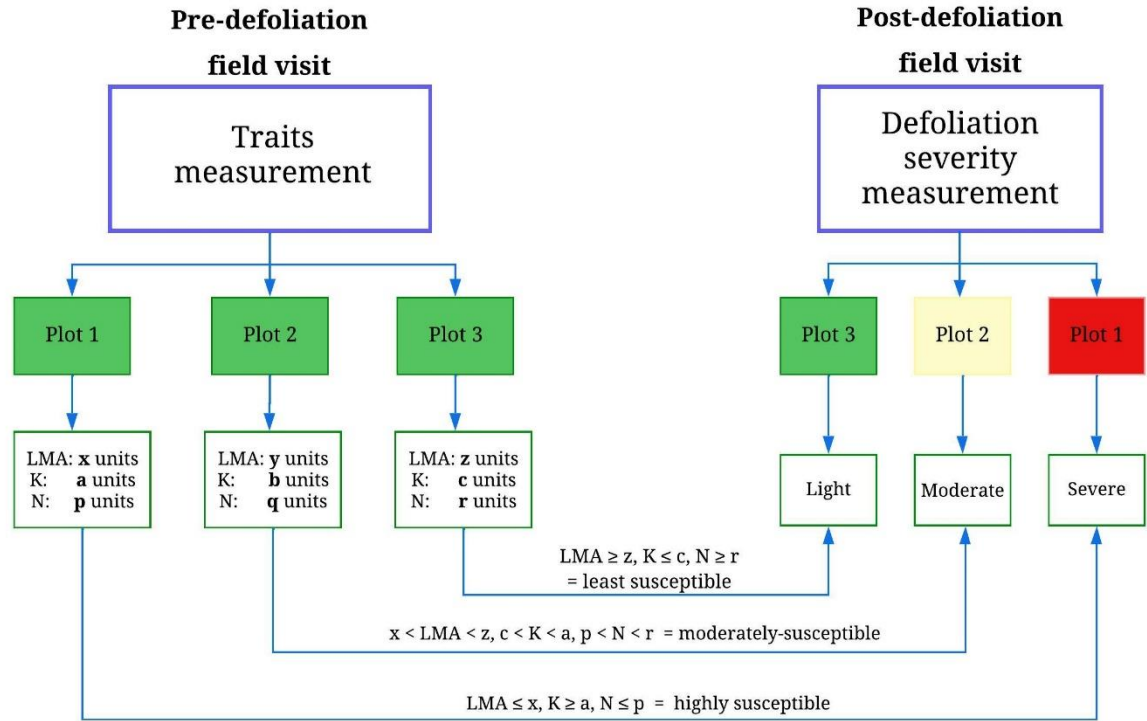 Pre-defoliation
field visit
Traits
measurement
Plot 1
Plot 2
Plot 3
LMA: x units
K: a units
N: p units
LMA: y units
K: b units
N: q units
LMA: z units
K: c units
N: r units
Post-defoliation
field visit
Defoliation
severity
measurement
Plot 3
Plot 2
Plot 1
Light
Moderate
Severe
LMA ≥ z, K ≤ c, N ≥ r
= least susceptible
x < LMA < z, c < K < a, p < N < r = moderately-susceptible
LMA ≤ x, K ≥ a, N ≤ p = highly susceptible